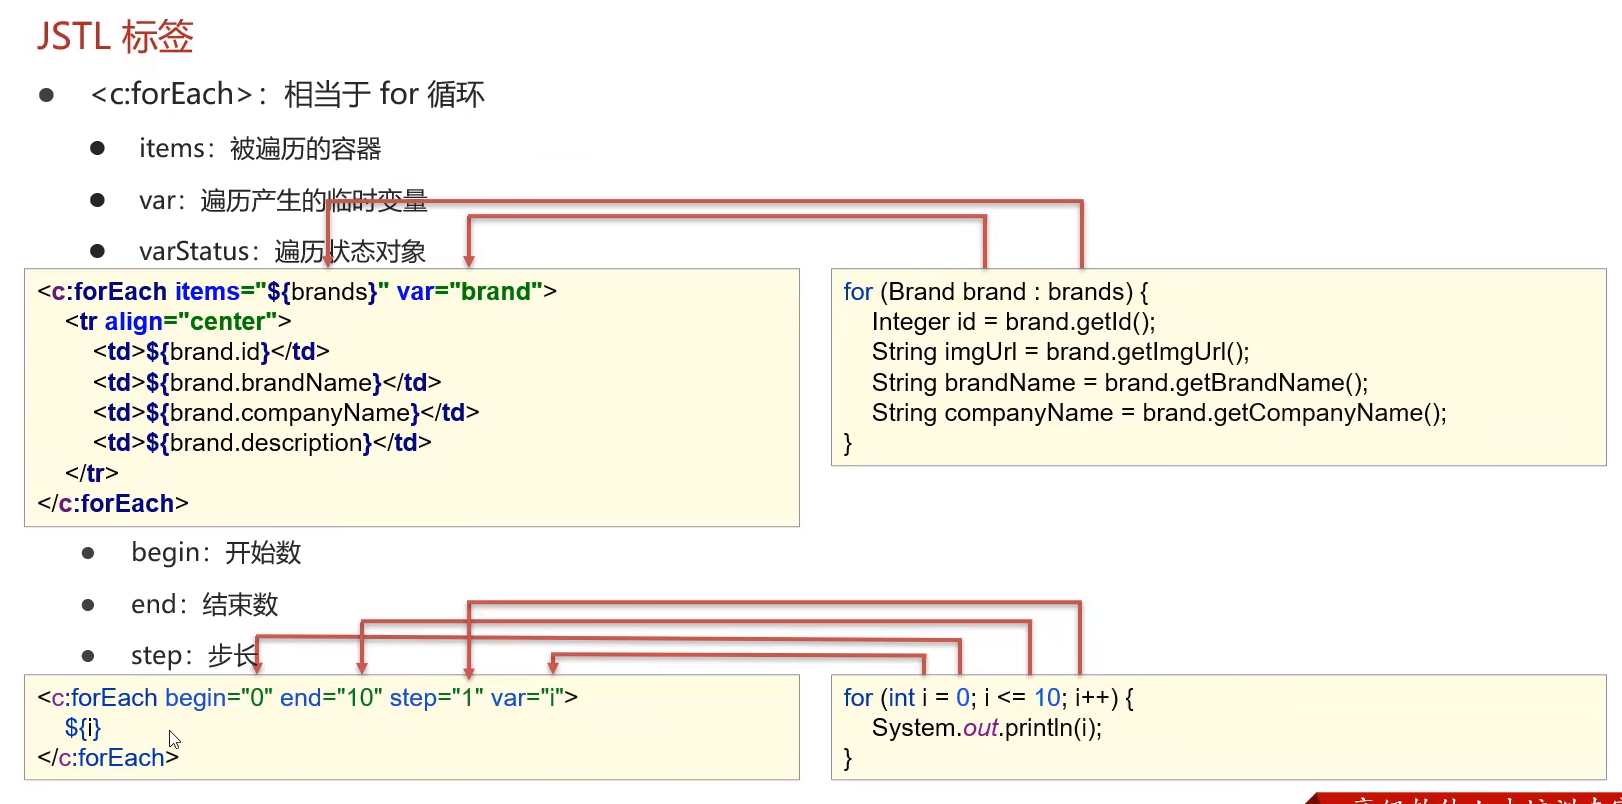 JSTL 标签
<c:forEach>：相当于 for 循环
items：被遍历的容器
var：遍历产生的临时变量
varStatus：遍历状态对象
<c:forEach items="${brands}" var="brand">
<tr align="center">
<td>${brand.id}</td>
<td>${brand.brandName}</td>
<td>${brand.companyName}</td>
<td>${brand.description}</td>
</tr>
</c:forEach>
for (Brand brand : brands) {
Integer id = brand.getId();
String imgUrl = brand.getImgUrl();
String brandName = brand.getBrandName();
String companyName = brand.getCompanyName();
}
begin：开始数
end：结束数
step：步长
<c:forEach begin="0" end="10" step="1" var="i">
${i}
</c:forEach>
for (int i = 0; i <= 10; i++) {
System.out.println(i);
}